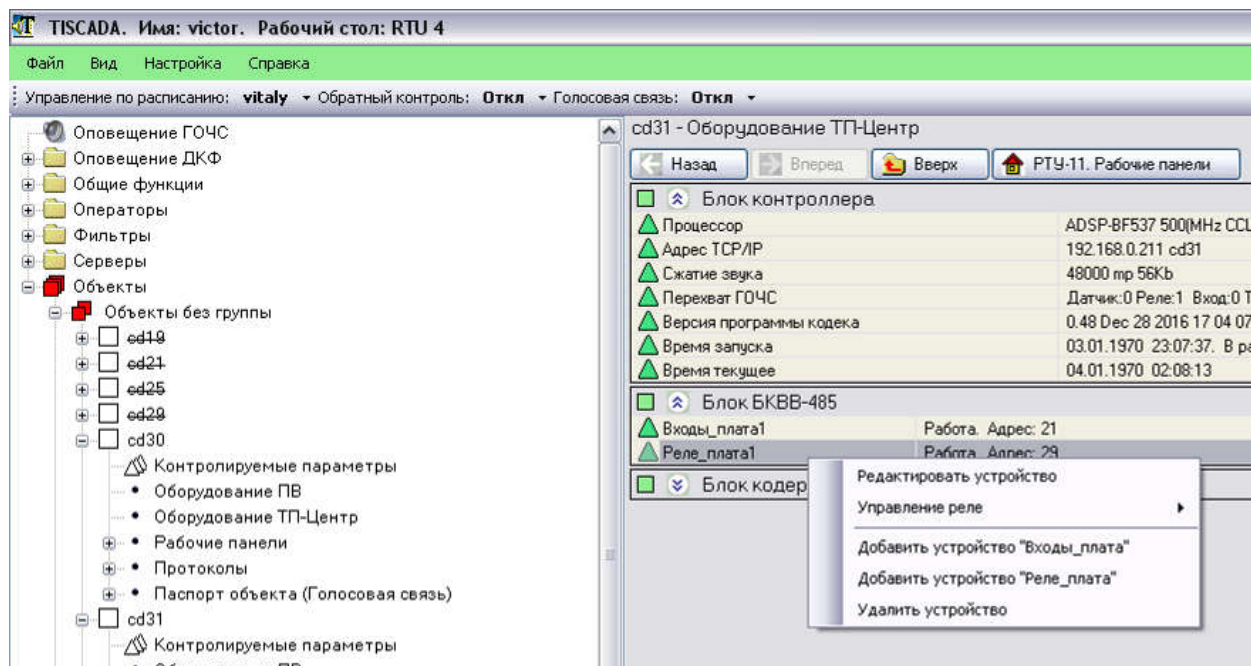 TISCADA. Имя: victor. Рабочий стол: RTU 4
Файл Вид Настройка Справка
Управление по расписанию: vitaly Обратный контроль: Откл Голосовая связь: Откл
Оповещение ГОЧС
Оповещение ДКФ
Общие функции
Операторы
Фильтры
Серверы
Объекты
Объекты без группы
cd19
cd21
cd25
cd29
cd30
Контролируемые параметры
Оборудование ПВ
Оборудование ТП-Центр
Рабочие панели
Протоколы
Паспорт объекта (Голосовая связь)
cd31
Контролируемые параметры
cd31 - Оборудование ТП-Центр
Назад Вперед Вверх РТУ-11. Рабочие панели
Блок контроллера
Процессор ADSP-BF537 500(MHz CCL
Адрес TCP/IP 192.168.0.211 cd31
Сжатие звука 48000 mp 56Kb
Перехват ГОЧС Датчик:0 Реле:1 Вход:0 Т
Версия программы кодека 0.48 Dec 28 2016 17 04 07
Время запуска 03.01.1970 23:07:37. В ра
Время текущее 04.01.1970 02:08:13
Блок БКВВ-485
Входы_плата1 Работа. Адрес: 21
Реле_плата1 Работа. Адрес: 29
Блок кодер
Редактировать устройство
Управление реле
Добавить устройство "Входы_плата"
Добавить устройство "Реле_плата"
Удалить устройство